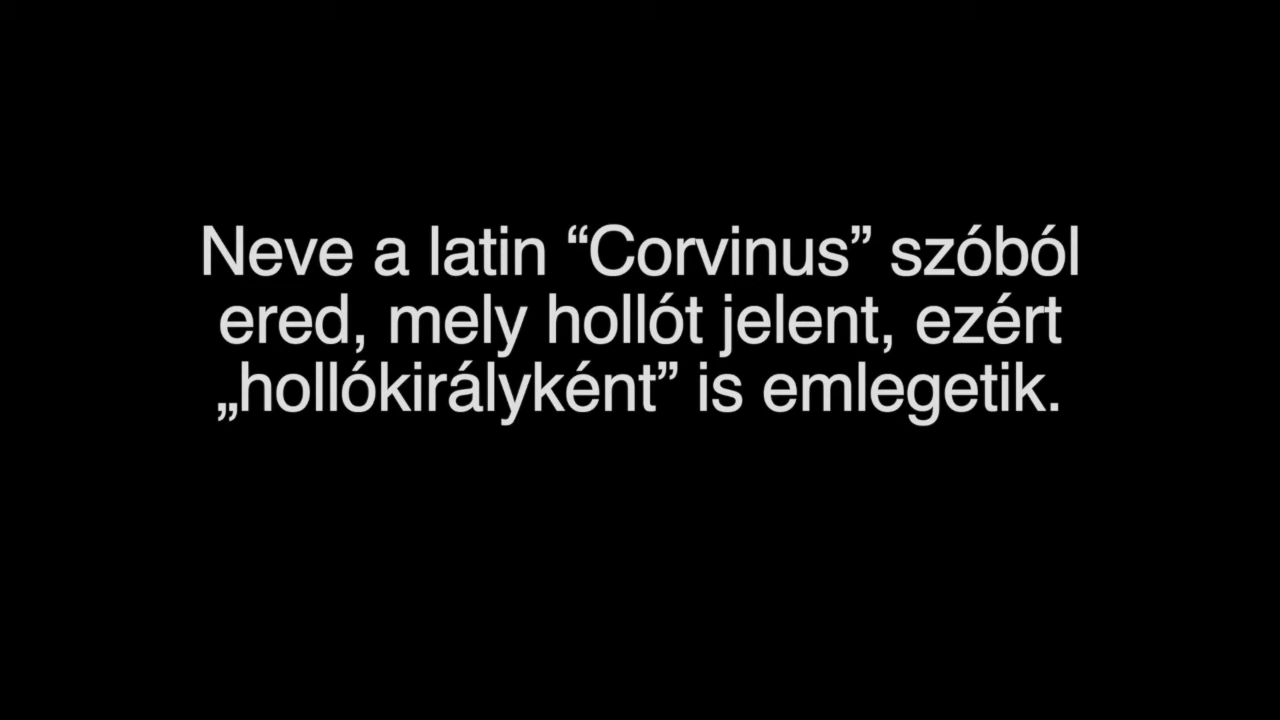 Neve a latin “Corvinus” szóból
ered, mely hollót jelent, ezért
„hollókirályként” is emlegetik.